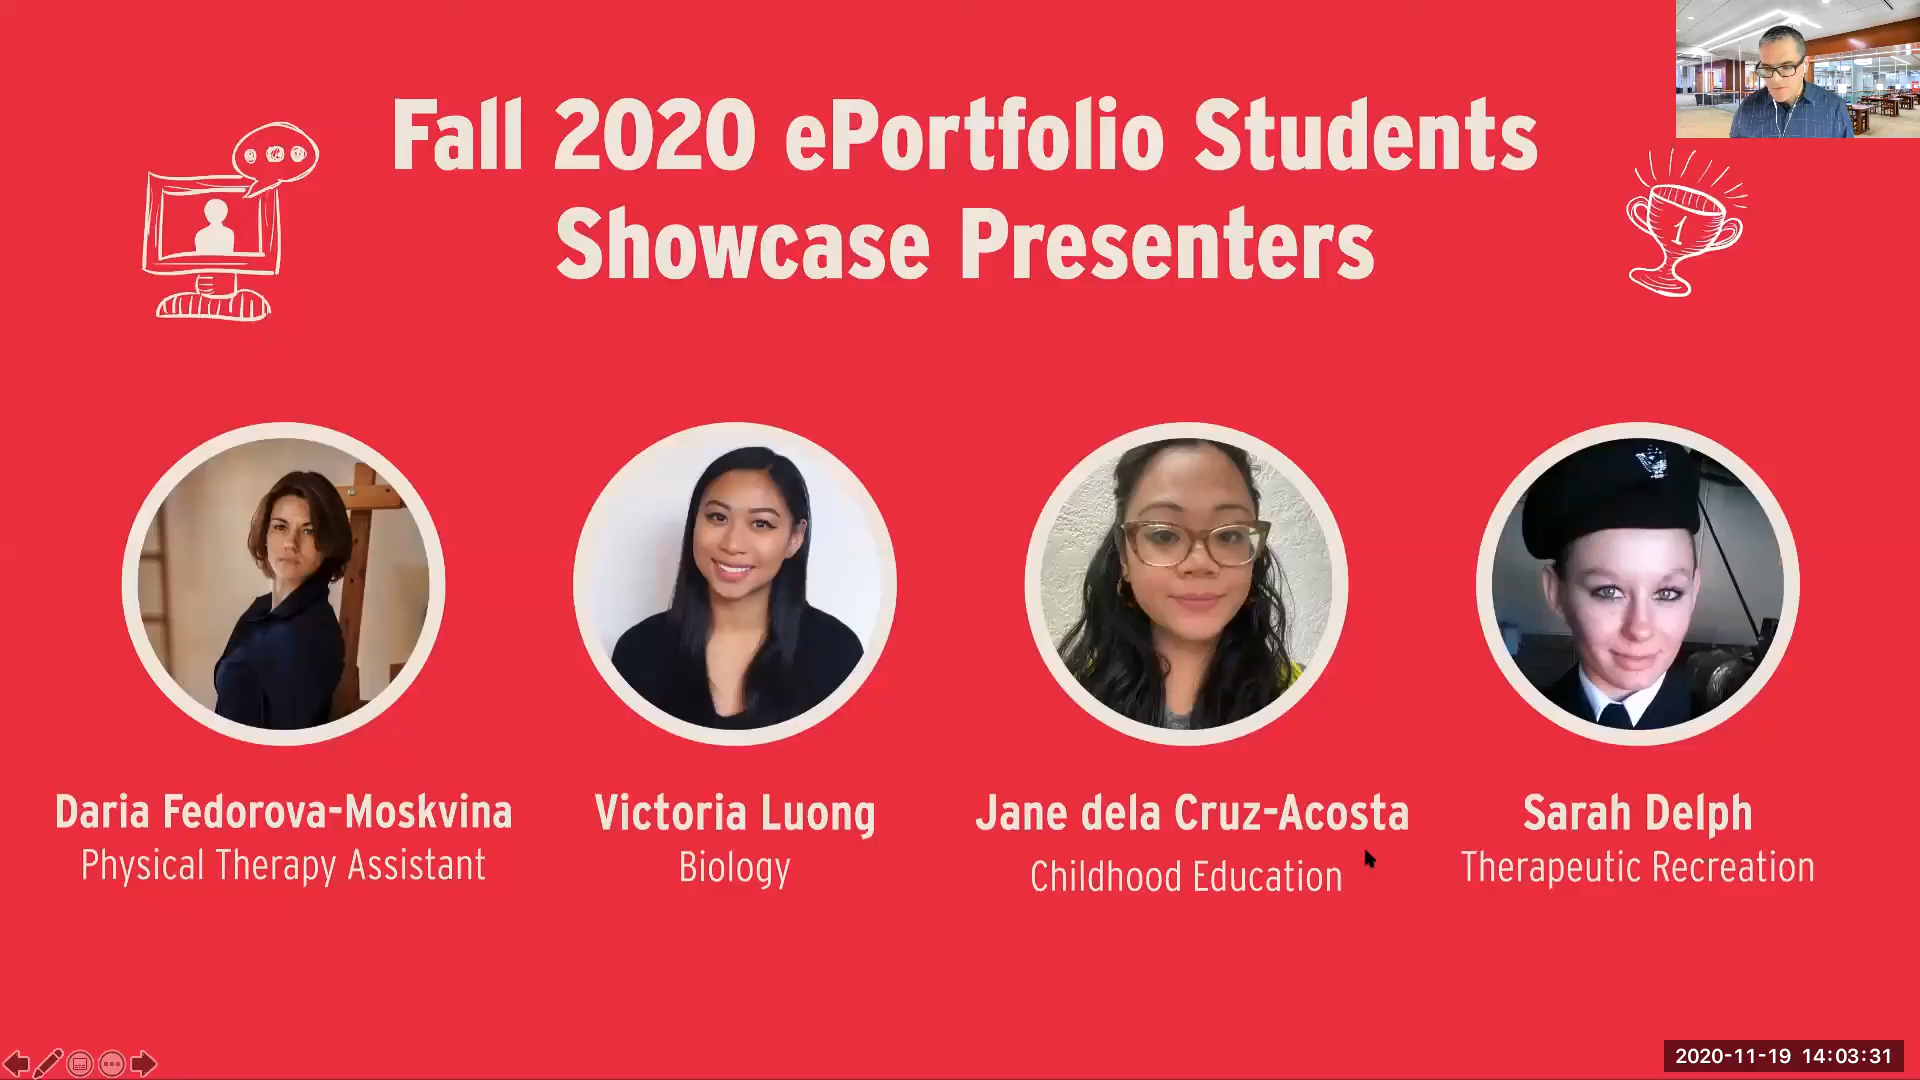 Fall 2020 ePortfolio Students
Showcase Presenters
1
Daria Fedorova-Moskvina
Physical Therapy Assistant
Victoria Luong
Biology
Jane dela Cruz-Acosta
Childhood Education
Sarah Delph
Therapeutic Recreation
2020-11-19 14:03:31